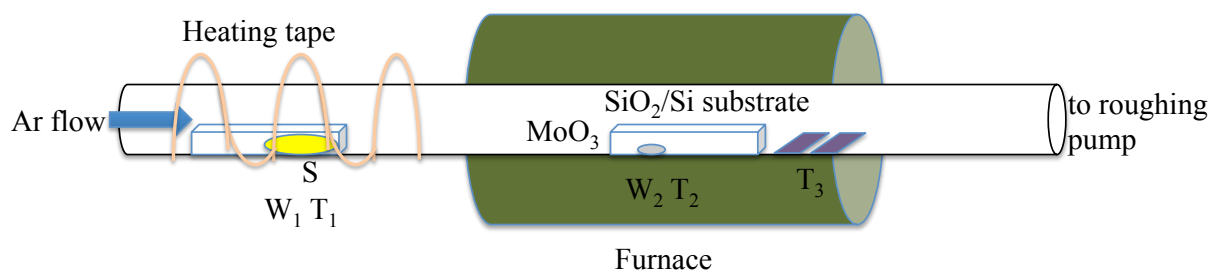 Heating tape
Ar flow
S
W₁ T₁
SiO₂/Si substrate
MoO₃
W₂ T₂
T₃
Furnace
to roughing
pump